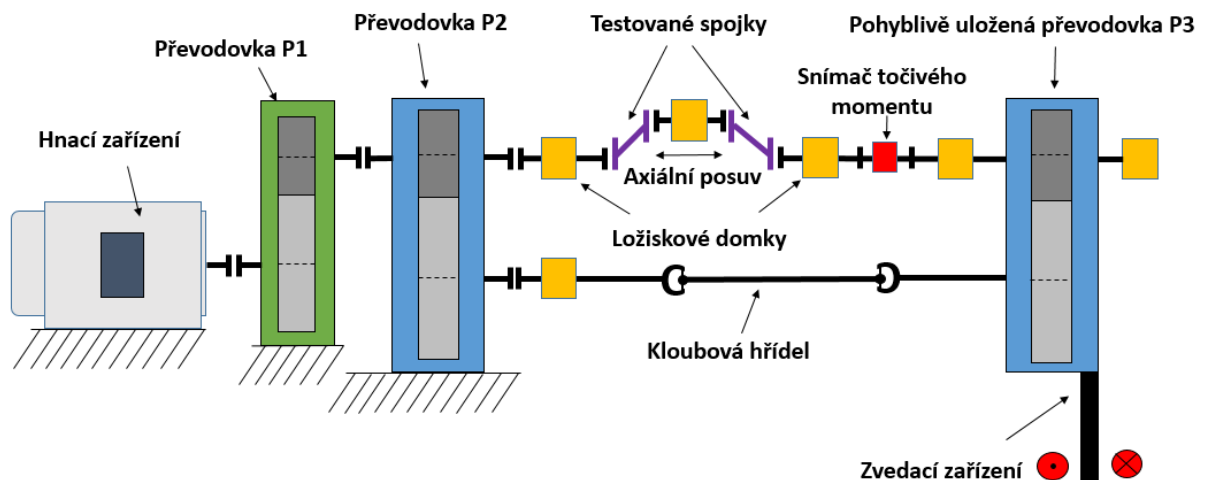 Převodovka P2
Testované spojky
Pohyblivě uložená převodovka P3
Převodovka P1
Snímač točivého
momentu
Hnací zařízení
Axiální posuv
Ložiskové domky
Kloubová hřídel
Zvedací zařízení